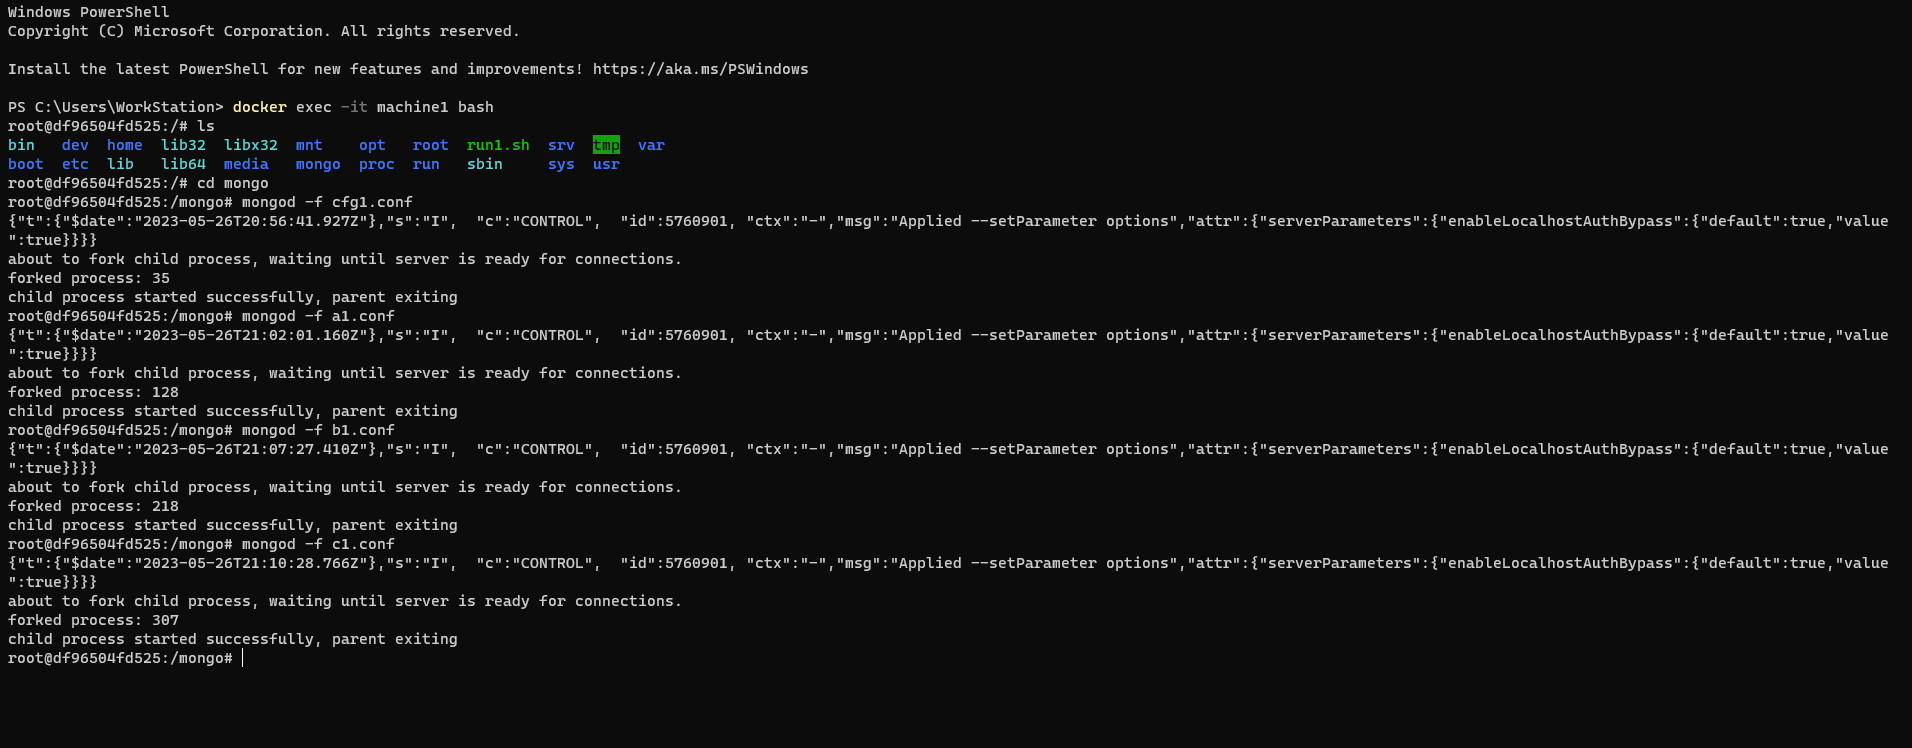 Windows PowerShell
Copyright (C) Microsoft Corporation. All rights reserved.
Install the latest PowerShell for new features and improvements! https://aka.ms/PSWindows
PS C:\Users\WorkStation> docker exec -it machine1 bash
root@df96504fd525:/# ls
bin   dev  home  lib32  libx32  mnt    opt   root  run1.sh  srv  tmp  var
boot  etc  lib   lib64  media   mongo  proc  run   sbin     sys  usr
root@df96504fd525:/# cd mongo
root@df96504fd525:/mongo# mongod -f cfg1.conf
{"t":{"$date":"2023-05-26T20:56:41.927Z"},"s":"I",  "c":"CONTROL",  "id":5760901, "ctx":"-","msg":"Applied --setParameter options","attr":{"serverParameters":{"enableLocalhostAuthBypass":{"default":true,"value
":true}}}}
about to fork child process, waiting until server is ready for connections.
forked process: 35
child process started successfully, parent exiting
root@df96504fd525:/mongo# mongod -f a1.conf
{"t":{"$date":"2023-05-26T21:02:01.160Z"},"s":"I",  "c":"CONTROL",  "id":5760901, "ctx":"-","msg":"Applied --setParameter options","attr":{"serverParameters":{"enableLocalhostAuthBypass":{"default":true,"value
":true}}}}
about to fork child process, waiting until server is ready for connections.
forked process: 128
child process started successfully, parent exiting
root@df96504fd525:/mongo# mongod -f b1.conf
{"t":{"$date":"2023-05-26T21:07:27.410Z"},"s":"I",  "c":"CONTROL",  "id":5760901, "ctx":"-","msg":"Applied --setParameter options","attr":{"serverParameters":{"enableLocalhostAuthBypass":{"default":true,"value
":true}}}}
about to fork child process, waiting until server is ready for connections.
forked process: 218
child process started successfully, parent exiting
root@df96504fd525:/mongo# mongod -f c1.conf
{"t":{"$date":"2023-05-26T21:10:28.766Z"},"s":"I",  "c":"CONTROL",  "id":5760901, "ctx":"-","msg":"Applied --setParameter options","attr":{"serverParameters":{"enableLocalhostAuthBypass":{"default":true,"value
":true}}}}
about to fork child process, waiting until server is ready for connections.
forked process: 307
child process started successfully, parent exiting
root@df96504fd525:/mongo#